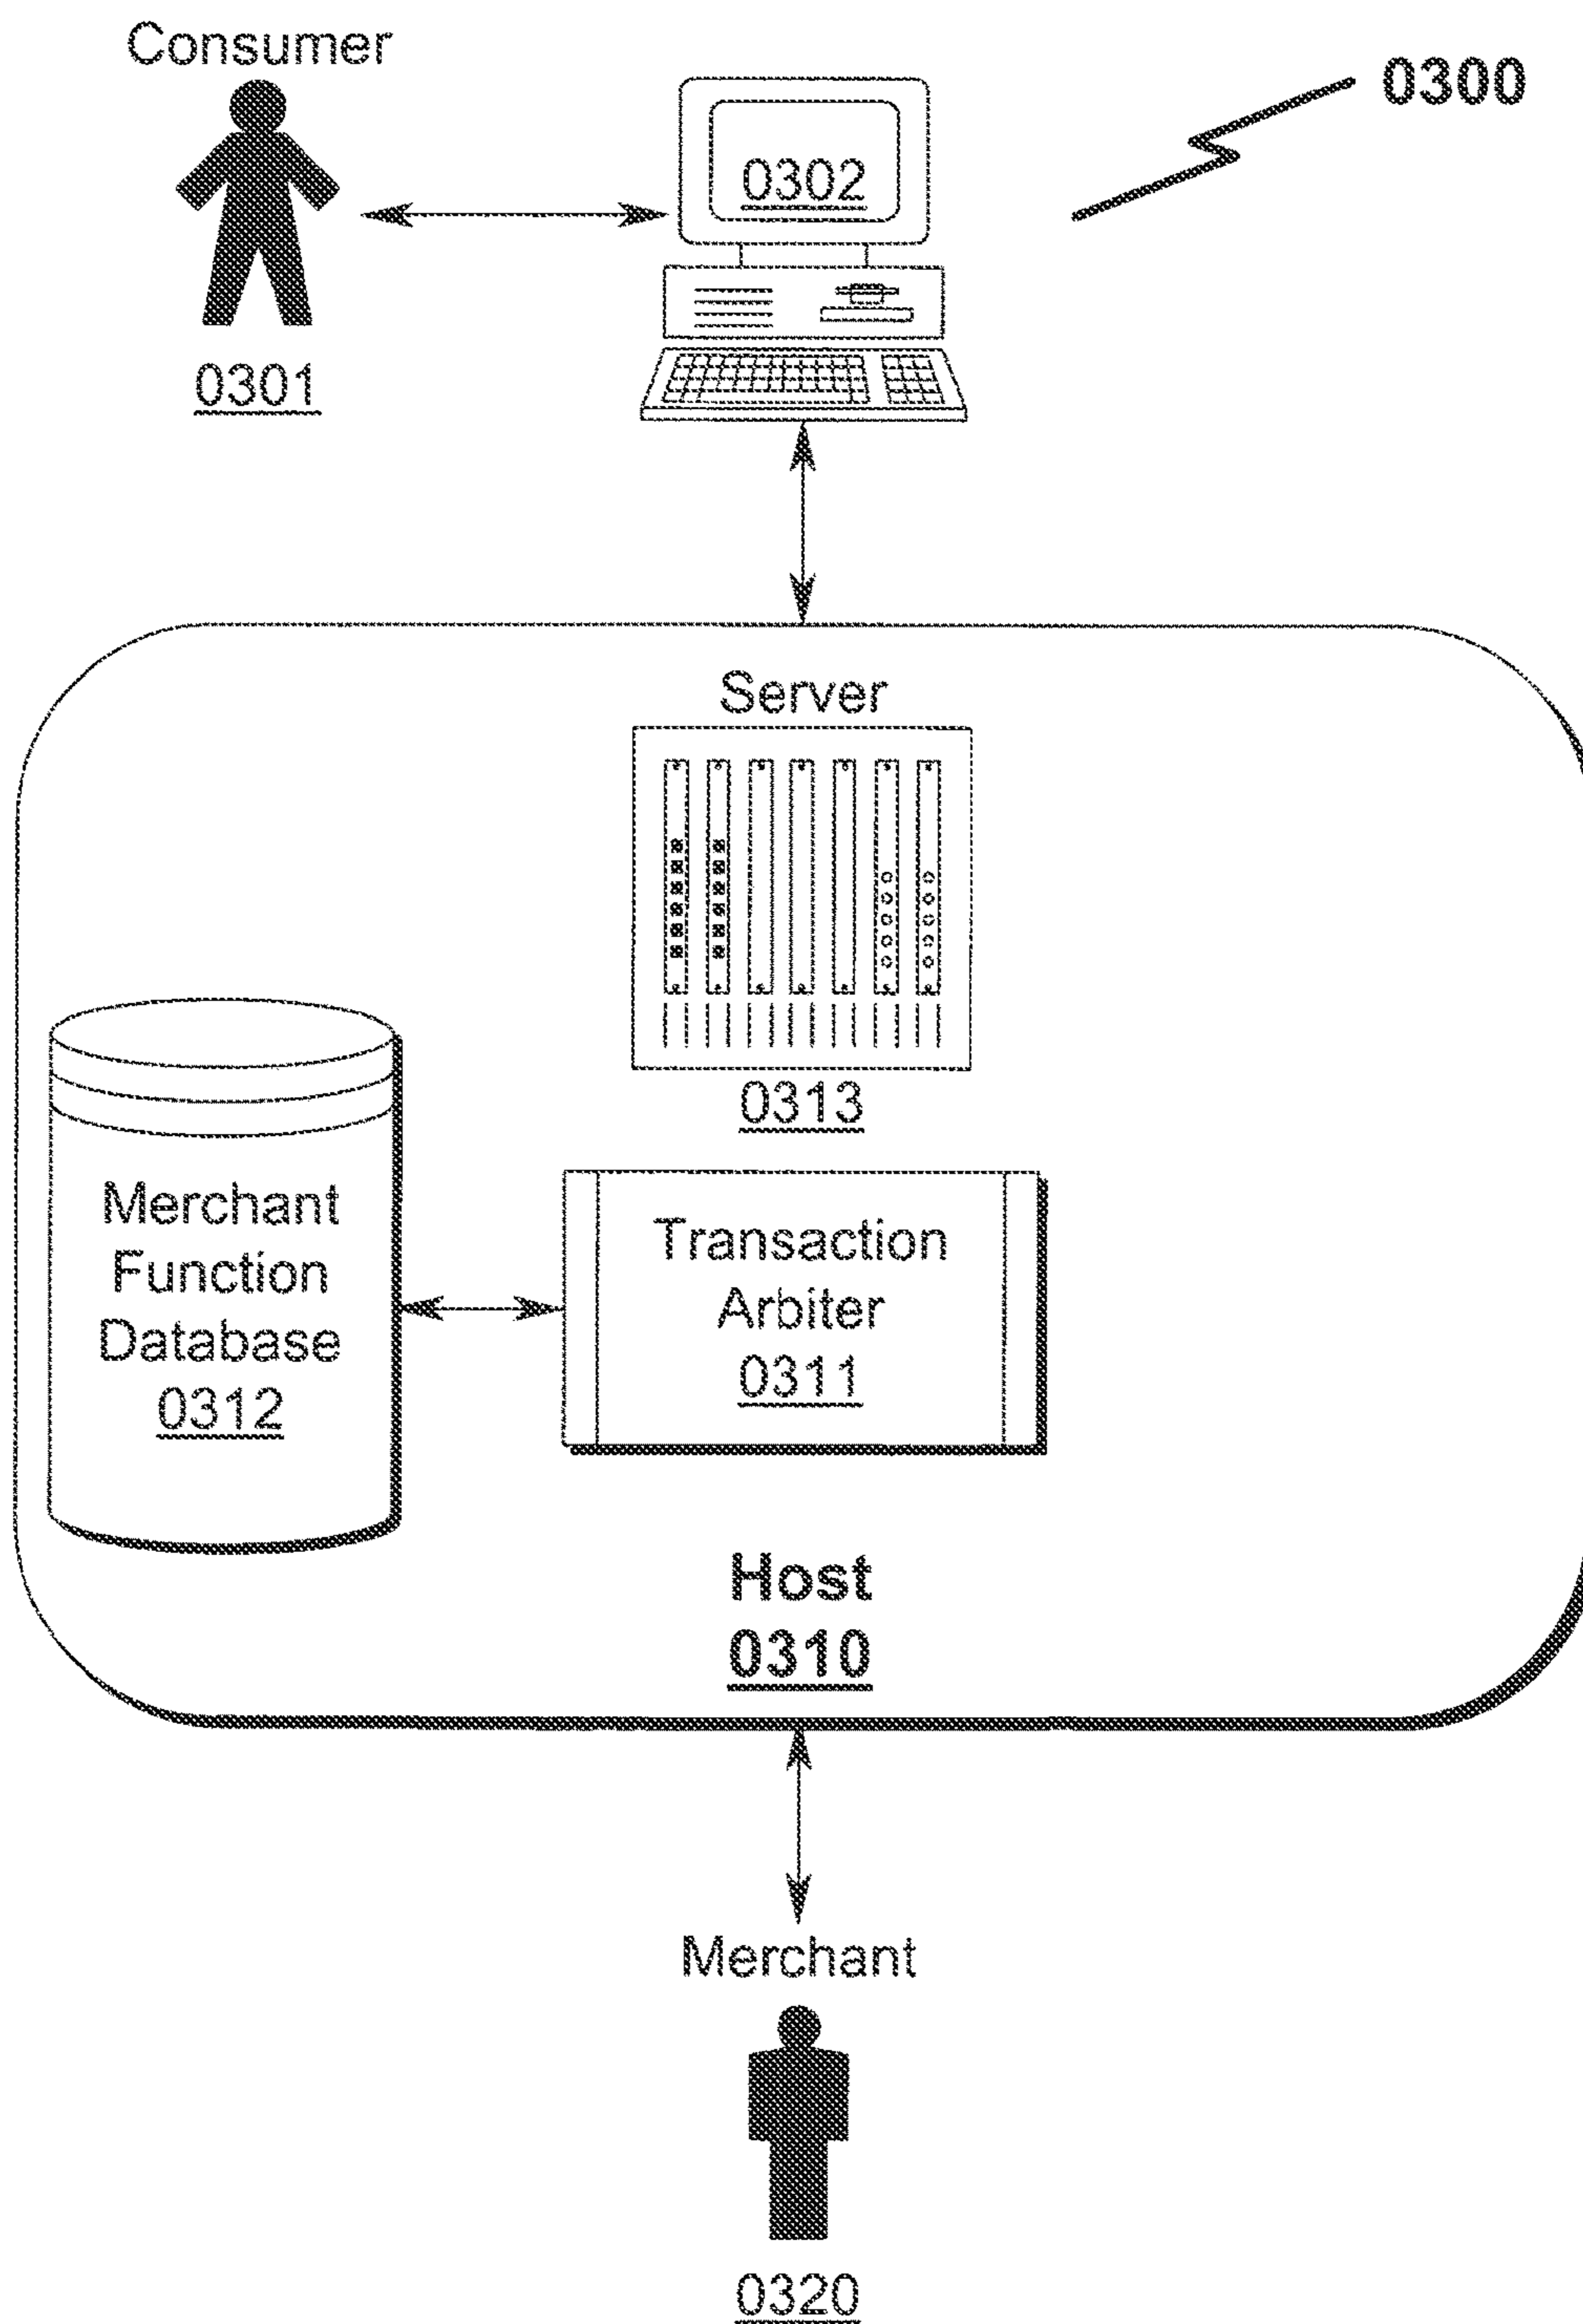 Consumer
0300
0302
0301
Server
0313
Merchant
Function
Database
0312
Transaction
Arbiter
0311
Host
0310
Merchant
0320